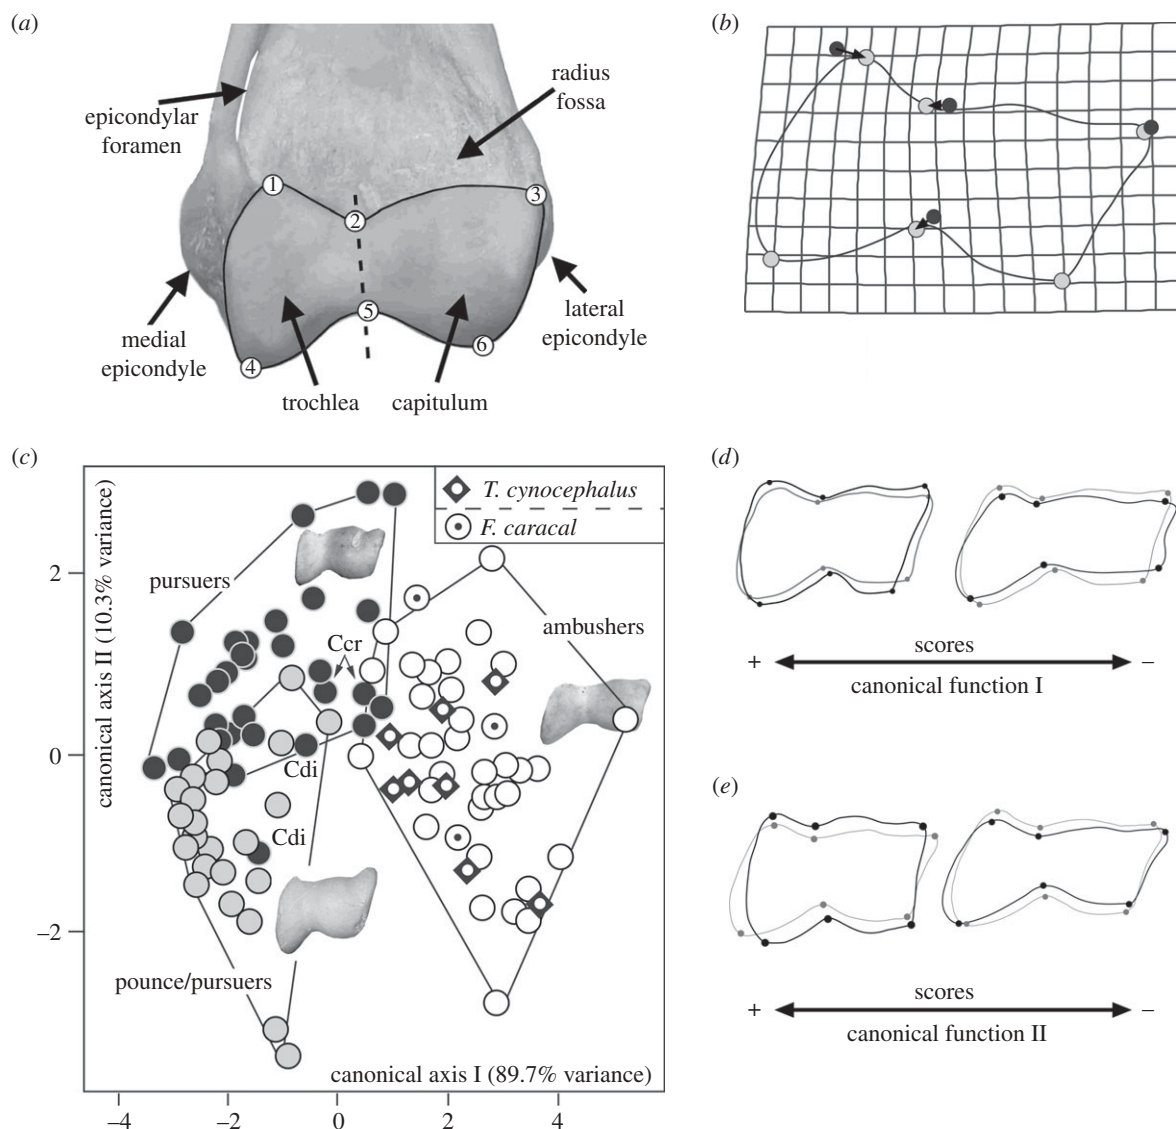 (a)
epicondylar
foramen
radius
fossa
1
2
3
4
5
6
medial
epicondyle
trochlea
capitulum
lateral
epicondyle
(b)
(c)
canonical axis II (10.3% variance)
2
0
−2
T. cynocephalus
F. caracal
pursuers
ambushers
Ccr
Cdi
Cdi
pounce/pursuers
canonical axis I (89.7% variance)
−4
−2
0
2
4
(d)
scores
+
−
canonical function I
(e)
scores
+
−
canonical function II